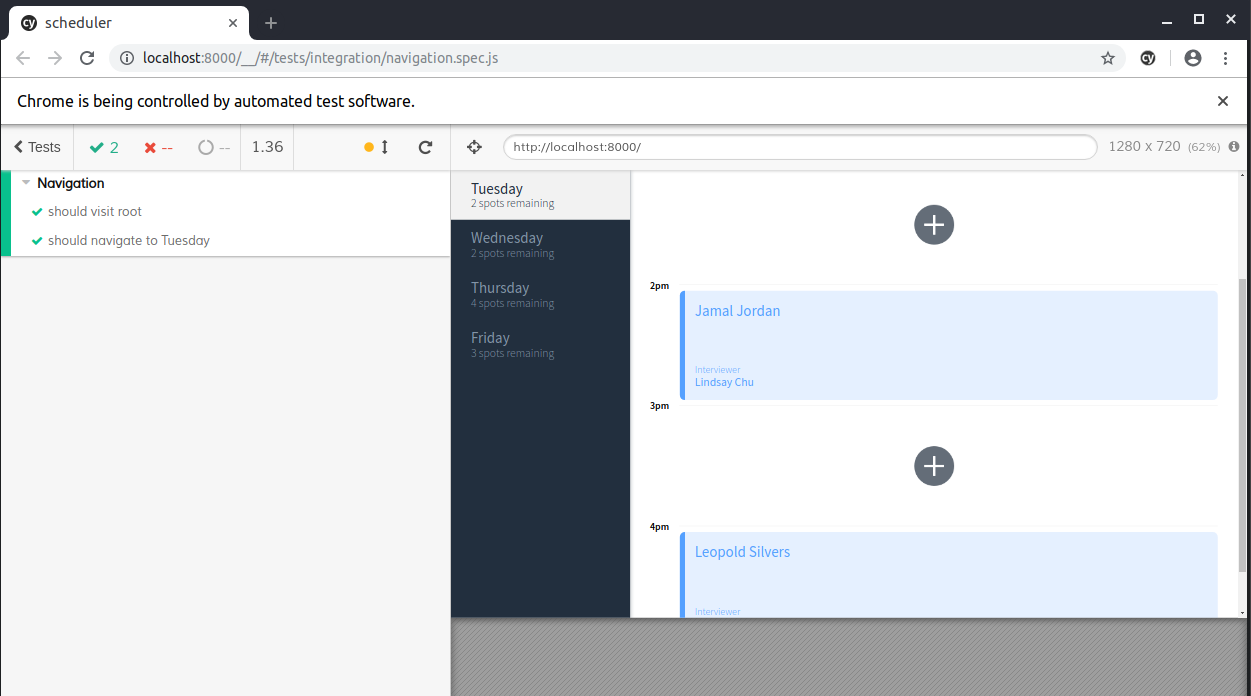 cy scheduler
localhost:8000/__/#/tests/integration/navigation.spec.js
cy
Chrome is being controlled by automated test software.
Tests 2 -- -- 1.36 http://localhost:8000/ 1280 x 720 (62%)
Navigation
should visit root
should navigate to Tuesday
Tuesday
2 spots remaining
Wednesday
2 spots remaining
Thursday
4 spots remaining
Friday
3 spots remaining
2pm
Jamal Jordan
Interviewer
Lindsay Chu
3pm
4pm
Leopold Silvers
Interviewer